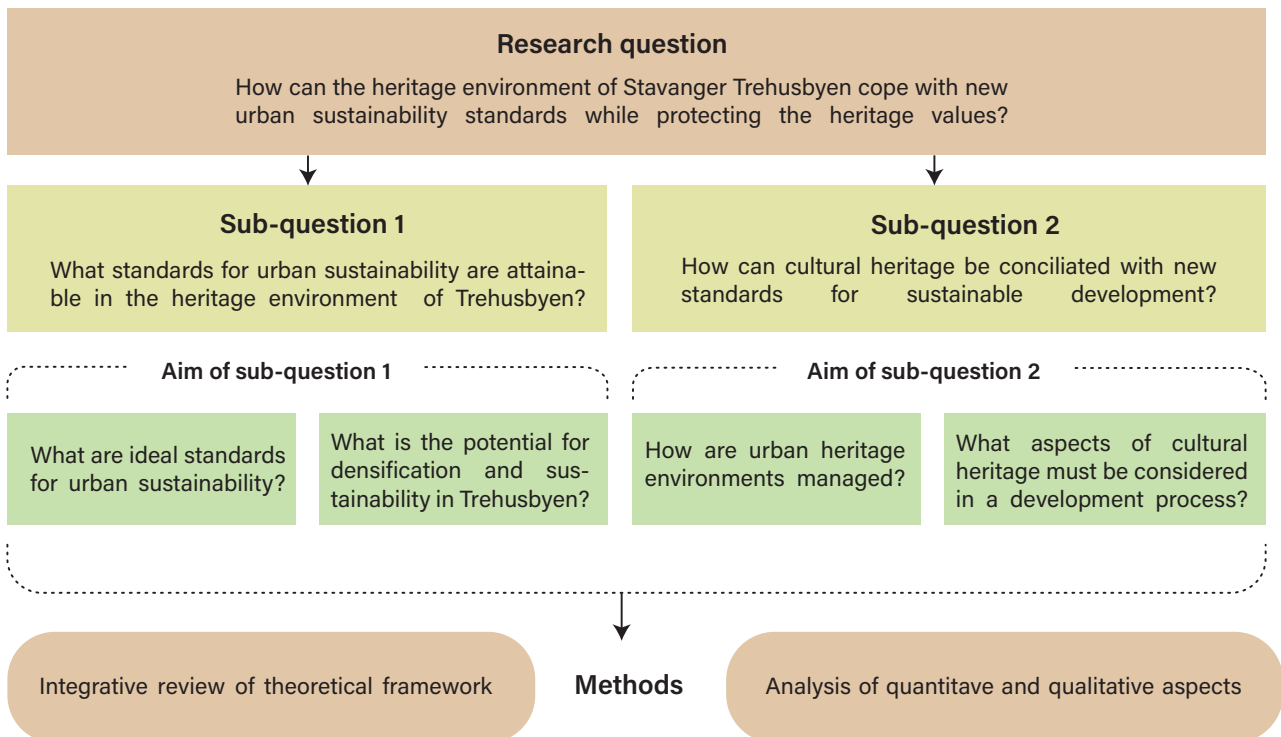 Research question
How can the heritage environment of Stavanger Trehusbyen cope with new
urban sustainability standards while protecting the heritage values?
Sub-question 1
What standards for urban sustainability are attaina-
ble in the heritage environment of Trehusbyen?
Sub-question 2
How can cultural heritage be conciliated with new
standards for sustainable development?
Aim of sub-question 1
What are ideal standards
for urban sustainability?
What is the potential for
densification and sus-
tainability in Trehusbyen?
Aim of sub-question 2
How are urban heritage
environments managed?
What aspects of cultural
heritage must be considered
in a development process?
Integrative review of theoretical framework
Methods
Analysis of quantitave and qualitative aspects